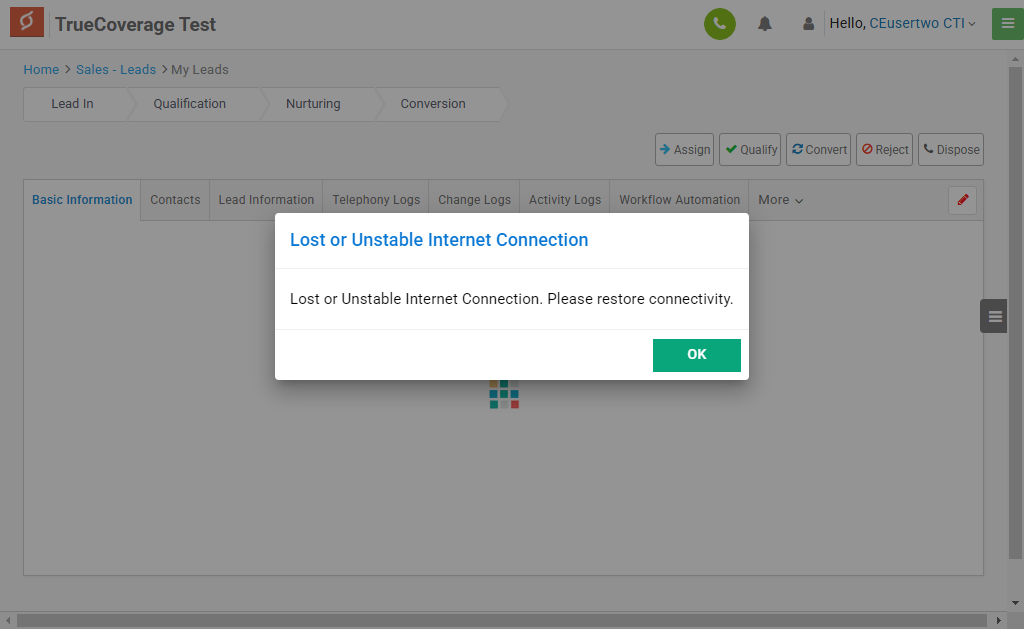 TrueCoverage Test
Hello, CEusertwo CTI
Home > Sales - Leads > My Leads
Lead In Qualification Nurturing Conversion
Assign Qualify Convert Reject Dispose
Basic Information Contacts Lead Information Telephony Logs Change Logs Activity Logs Workflow Automation More
Lost or Unstable Internet Connection
Lost or Unstable Internet Connection. Please restore connectivity.
OK